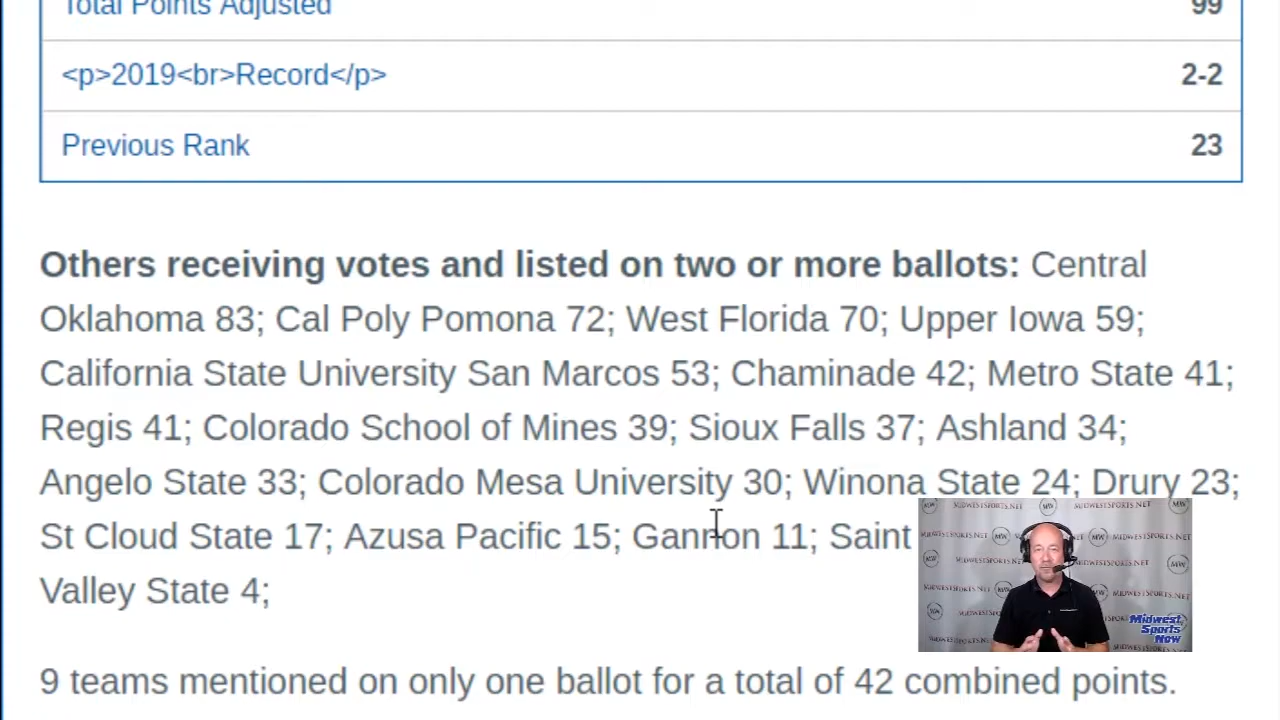 Total Points Adjusted 99
<p>2019<br>Record</p> 2-2
Previous Rank 23
Others receiving votes and listed on two or more ballots: Central
Oklahoma 83; Cal Poly Pomona 72; West Florida 70; Upper Iowa 59;
California State University San Marcos 53; Chaminade 42; Metro State 41;
Regis 41; Colorado School of Mines 39; Sioux Falls 37; Ashland 34;
Angelo State 33; Colorado Mesa University 30; Winona State 24; Drury 23;
St Cloud State 17; Azusa Pacific 15; Gannon 11; Saint
Valley State 4;
MIDWESTSPORTS.NET
Midwest
Sports
Now
9 teams mentioned on only one ballot for a total of 42 combined points.